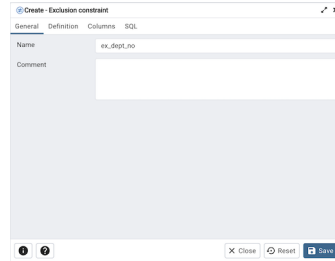 Create - Exclusion constraint
General Definition Columns SQL
Name ex_dept_no
Comment
Close Reset Save